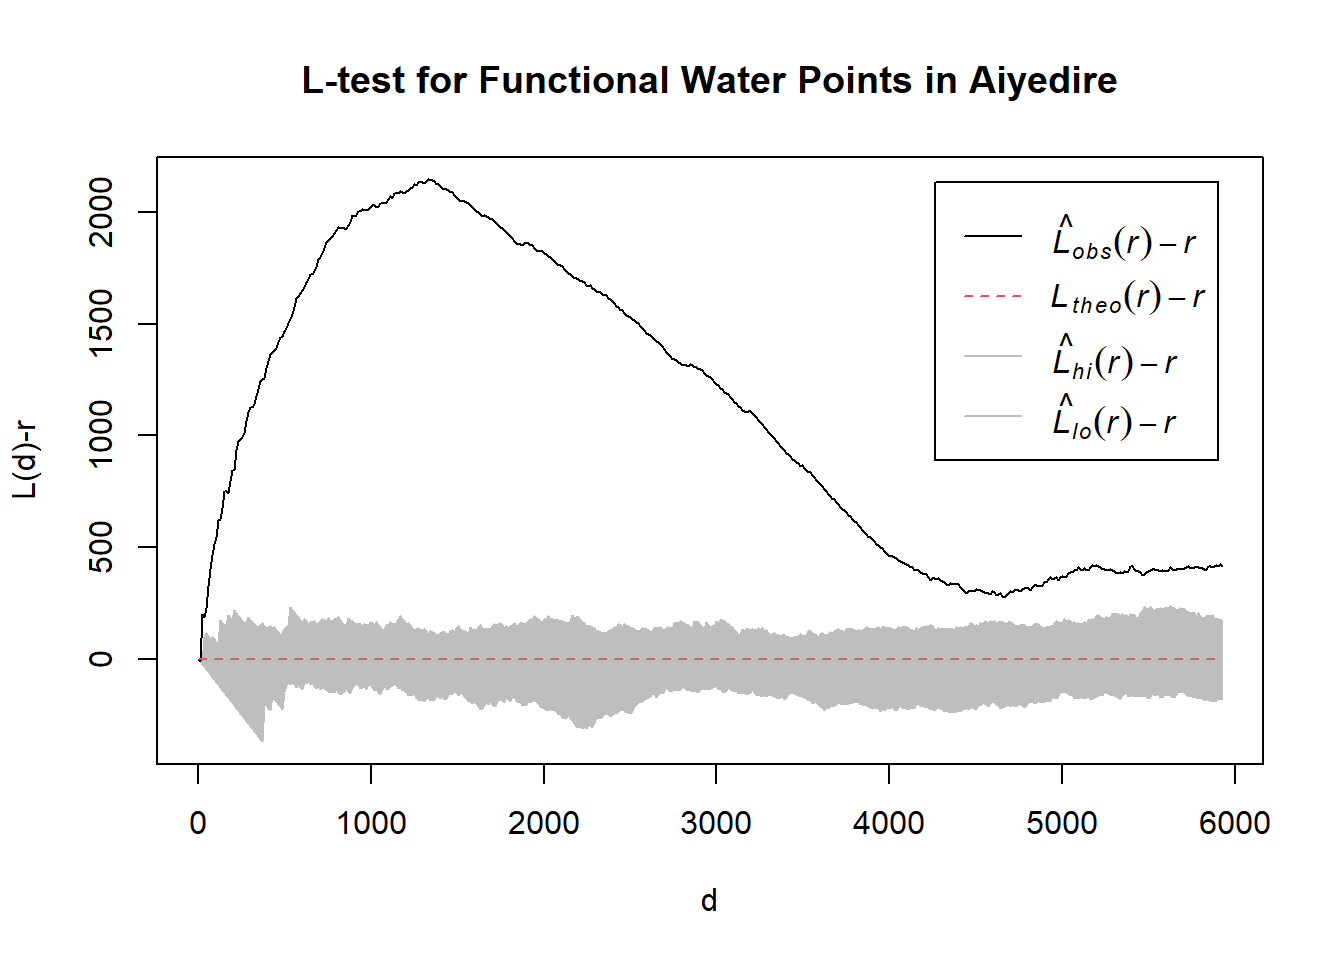 L-test for Functional Water Points in Aiyedire
L(d)-r
2000
1500
1000
500
0
L̂obs(r) − r
Ltheo(r) − r
L̂hi(r) − r
L̂lo(r) − r
0 1000 2000 3000 4000 5000 6000
d